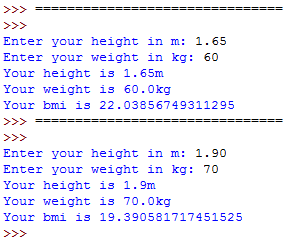 >>> ================================
>>>
Enter your height in m: 1.65
Enter your weight in kg: 60
Your height is 1.65m
Your weight is 60.0kg
Your bmi is 22.03856749311295
>>> ================================
>>>
Enter your height in m: 1.90
Enter your weight in kg: 70
Your height is 1.9m
Your weight is 70.0kg
Your bmi is 19.390581717451525
>>>